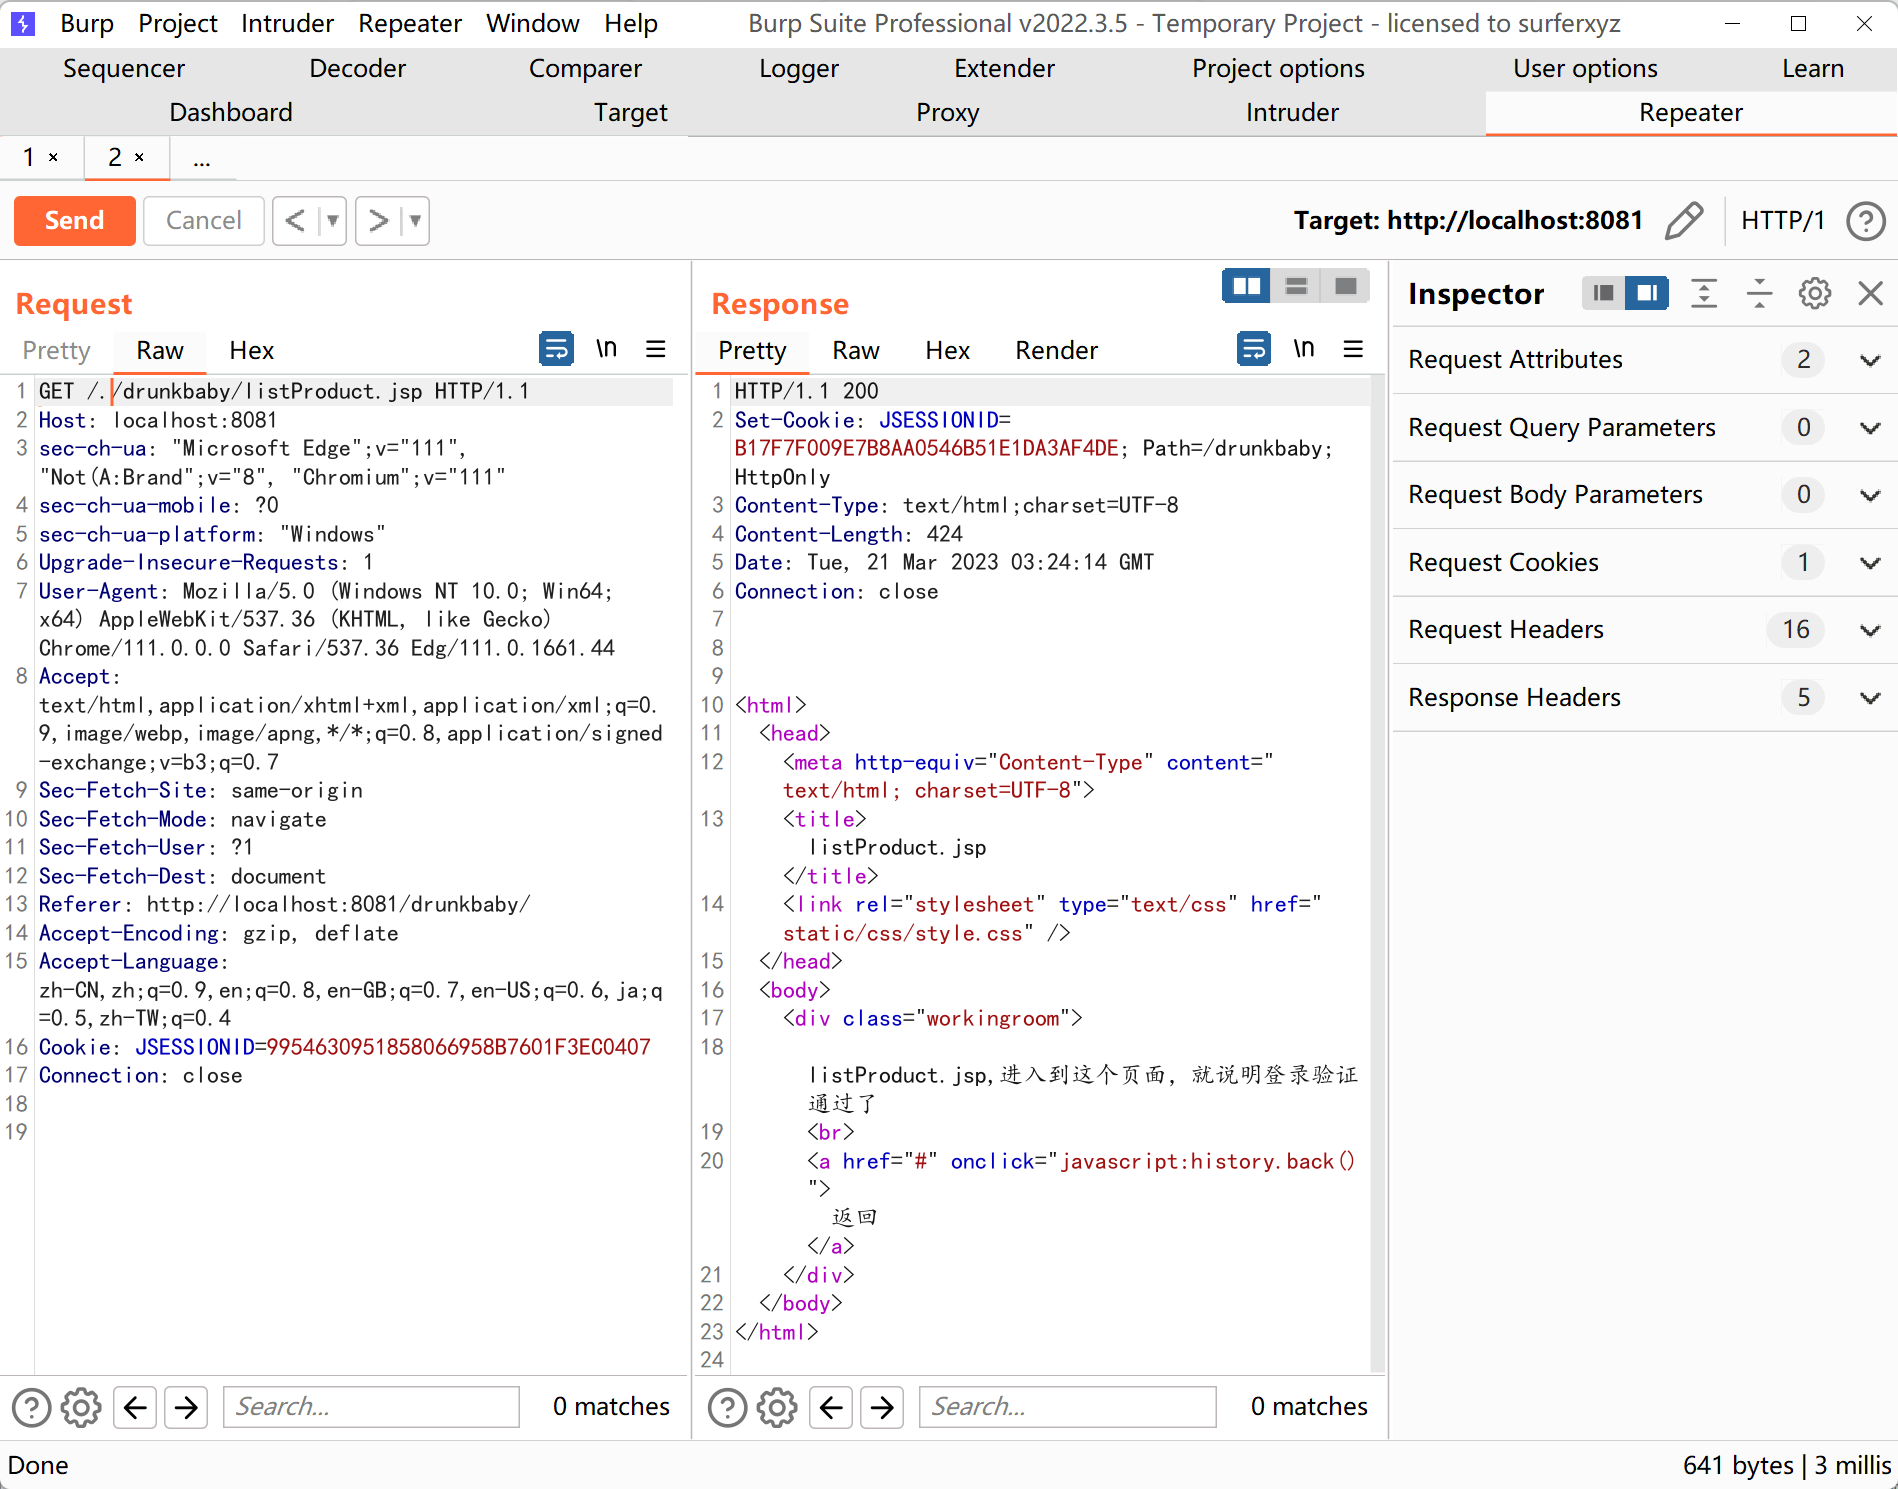 Burp Project Intruder Repeater Window Help Burp Suite Professional v2022.3.5 - Temporary Project - licensed to surferxyz
Sequencer Decoder Comparer Logger Extender Project options User options Learn
Dashboard Target Proxy Intruder Repeater
1 × 2 × ...
Send Cancel < > Target: http://localhost:8081 HTTP/1 ?
Request
Pretty Raw Hex \n
1 GET /./drunkbaby/listProduct.jsp HTTP/1.1
2 Host: localhost:8081
3 sec-ch-ua: "Microsoft Edge";v="111",
"Not(A:Brand";v="8", "Chromium";v="111"
4 sec-ch-ua-mobile: ?0
5 sec-ch-ua-platform: "Windows"
6 Upgrade-Insecure-Requests: 1
7 User-Agent: Mozilla/5.0 (Windows NT 10.0; Win64;
x64) AppleWebKit/537.36 (KHTML, like Gecko)
Chrome/111.0.0.0 Safari/537.36 Edg/111.0.1661.44
8 Accept:
text/html,application/xhtml+xml,application/xml;q=0.
9,image/webp,image/apng,*/*;q=0.8,application/signed
-exchange;v=b3;q=0.7
9 Sec-Fetch-Site: same-origin
10 Sec-Fetch-Mode: navigate
11 Sec-Fetch-User: ?1
12 Sec-Fetch-Dest: document
13 Referer: http://localhost:8081/drunkbaby/
14 Accept-Encoding: gzip, deflate
15 Accept-Language:
zh-CN,zh;q=0.9,en;q=0.8,en-GB;q=0.7,en-US;q=0.6,ja;q
=0.5,zh-TW;q=0.4
16 Cookie: JSESSIONID=9954630951858066958B7601F3EC0407
17 Connection: close
18
19
? Search... 0 matches
Response
Pretty Raw Hex Render \n
1 HTTP/1.1 200
2 Set-Cookie: JSESSIONID=
B17F7F009E7B8AA0546B51E1DA3AF4DE; Path=/drunkbaby;
HttpOnly
3 Content-Type: text/html;charset=UTF-8
4 Content-Length: 424
5 Date: Tue, 21 Mar 2023 03:24:14 GMT
6 Connection: close
7
8
9
10 <html>
11 <head>
12 <meta http-equiv="Content-Type" content="
text/html; charset=UTF-8">
13 <title>
listProduct.jsp
</title>
14 <link rel="stylesheet" type="text/css" href="
static/css/style.css" />
15 </head>
16 <body>
17 <div class="workingroom">
18
listProduct.jsp,进入到这个页面，就说明登录验证
通过了
19 <br>
20 <a href="#" onclick="javascript:history.back()
">
返回
</a>
21 </div>
22 </body>
23 </html>
24
? Search... 0 matches
Inspector
Request Attributes 2
Request Query Parameters 0
Request Body Parameters 0
Request Cookies 1
Request Headers 16
Response Headers 5
Done 641 bytes | 3 millis